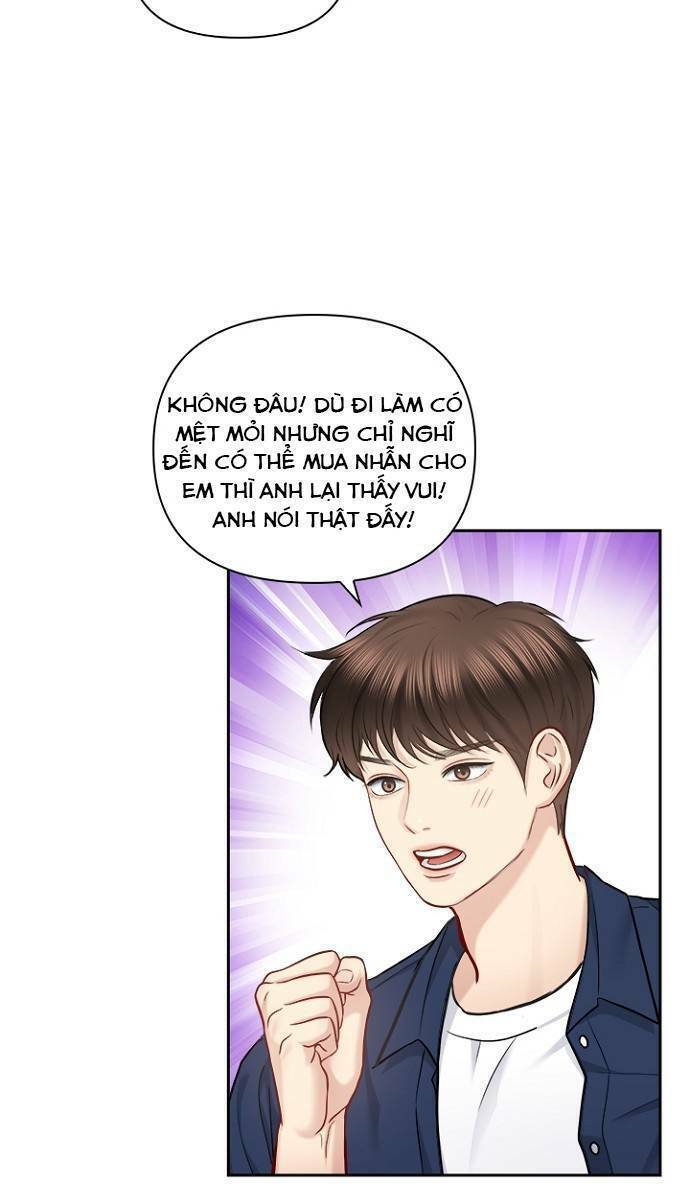 KHÔNG ĐÂU! DÙ ĐI LÀM CÓ
MỆT MỎI NHƯNG CHỈ NGHĨ
ĐẾN CÓ THỂ MUA NHẪN CHO
EM THÌ ANH LẠI THẤY VUI!
ANH NÓI THẬT ĐẤY!